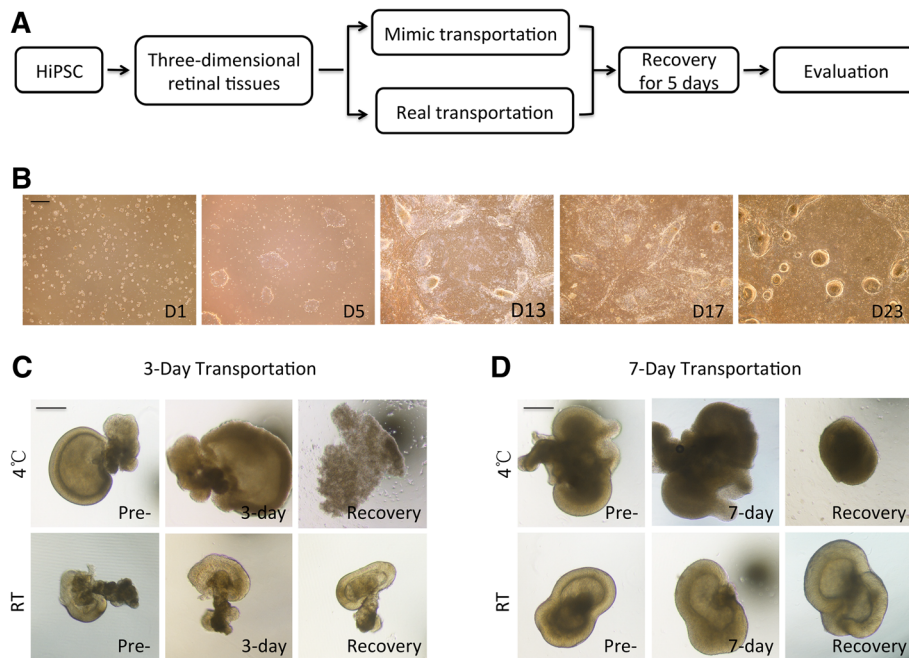 A
HiPSC
Three-dimensional
retinal tissues
Mimic transportation
Real transportation
Recovery
for 5 days
Evaluation
B
D1
D5
D13
D17
D23
C
3-Day Transportation
4℃
Pre-
3-day
Recovery
RT
Pre-
3-day
Recovery
D
7-Day Transportation
4℃
Pre-
7-day
Recovery
RT
Pre-
7-day
Recovery